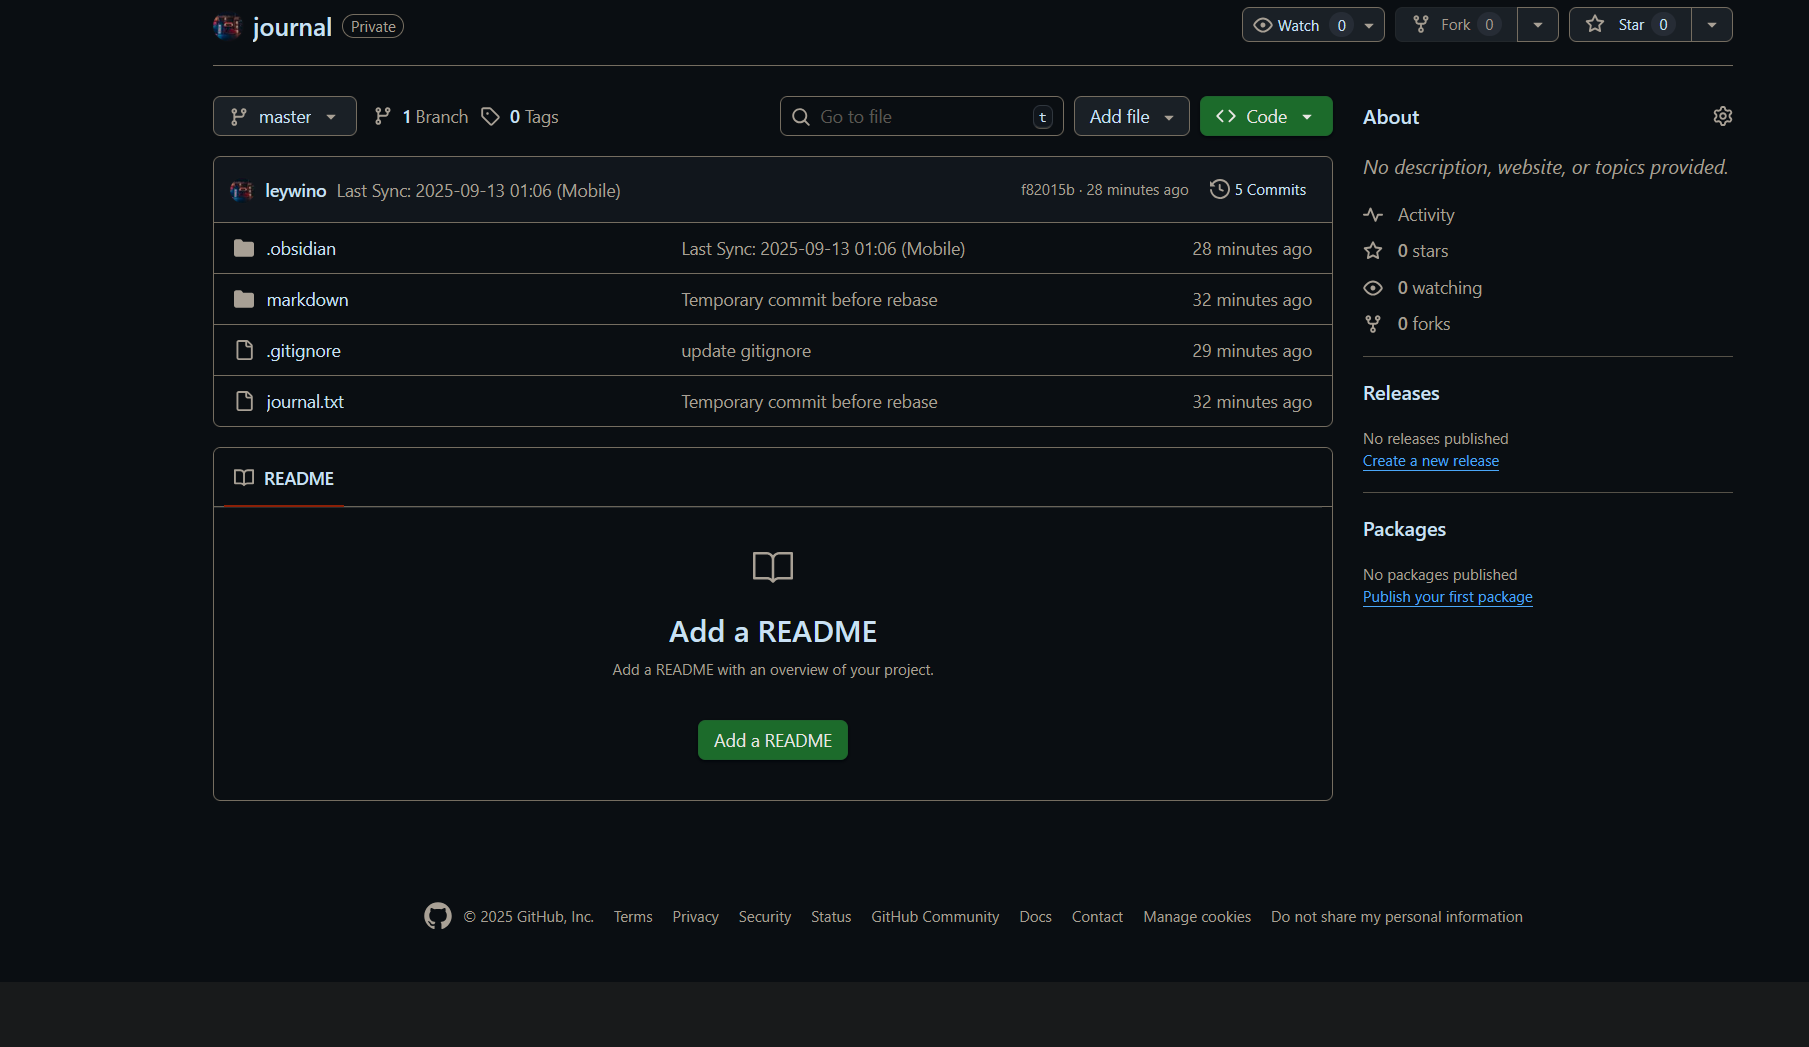 journal Private Watch 0 Fork 0 Star 0
master 1 Branch 0 Tags Go to file t Add file Code
leywino Last Sync: 2025-09-13 01:06 (Mobile) f82015b · 28 minutes ago 5 Commits
.obsidian Last Sync: 2025-09-13 01:06 (Mobile) 28 minutes ago
markdown Temporary commit before rebase 32 minutes ago
.gitignore update gitignore 29 minutes ago
journal.txt Temporary commit before rebase 32 minutes ago
README
Add a README
Add a README with an overview of your project.
Add a README
About
No description, website, or topics provided.
Activity
0 stars
0 watching
0 forks
Releases
No releases published
Create a new release
Packages
No packages published
Publish your first package
© 2025 GitHub, Inc. Terms Privacy Security Status GitHub Community Docs Contact Manage cookies Do not share my personal information